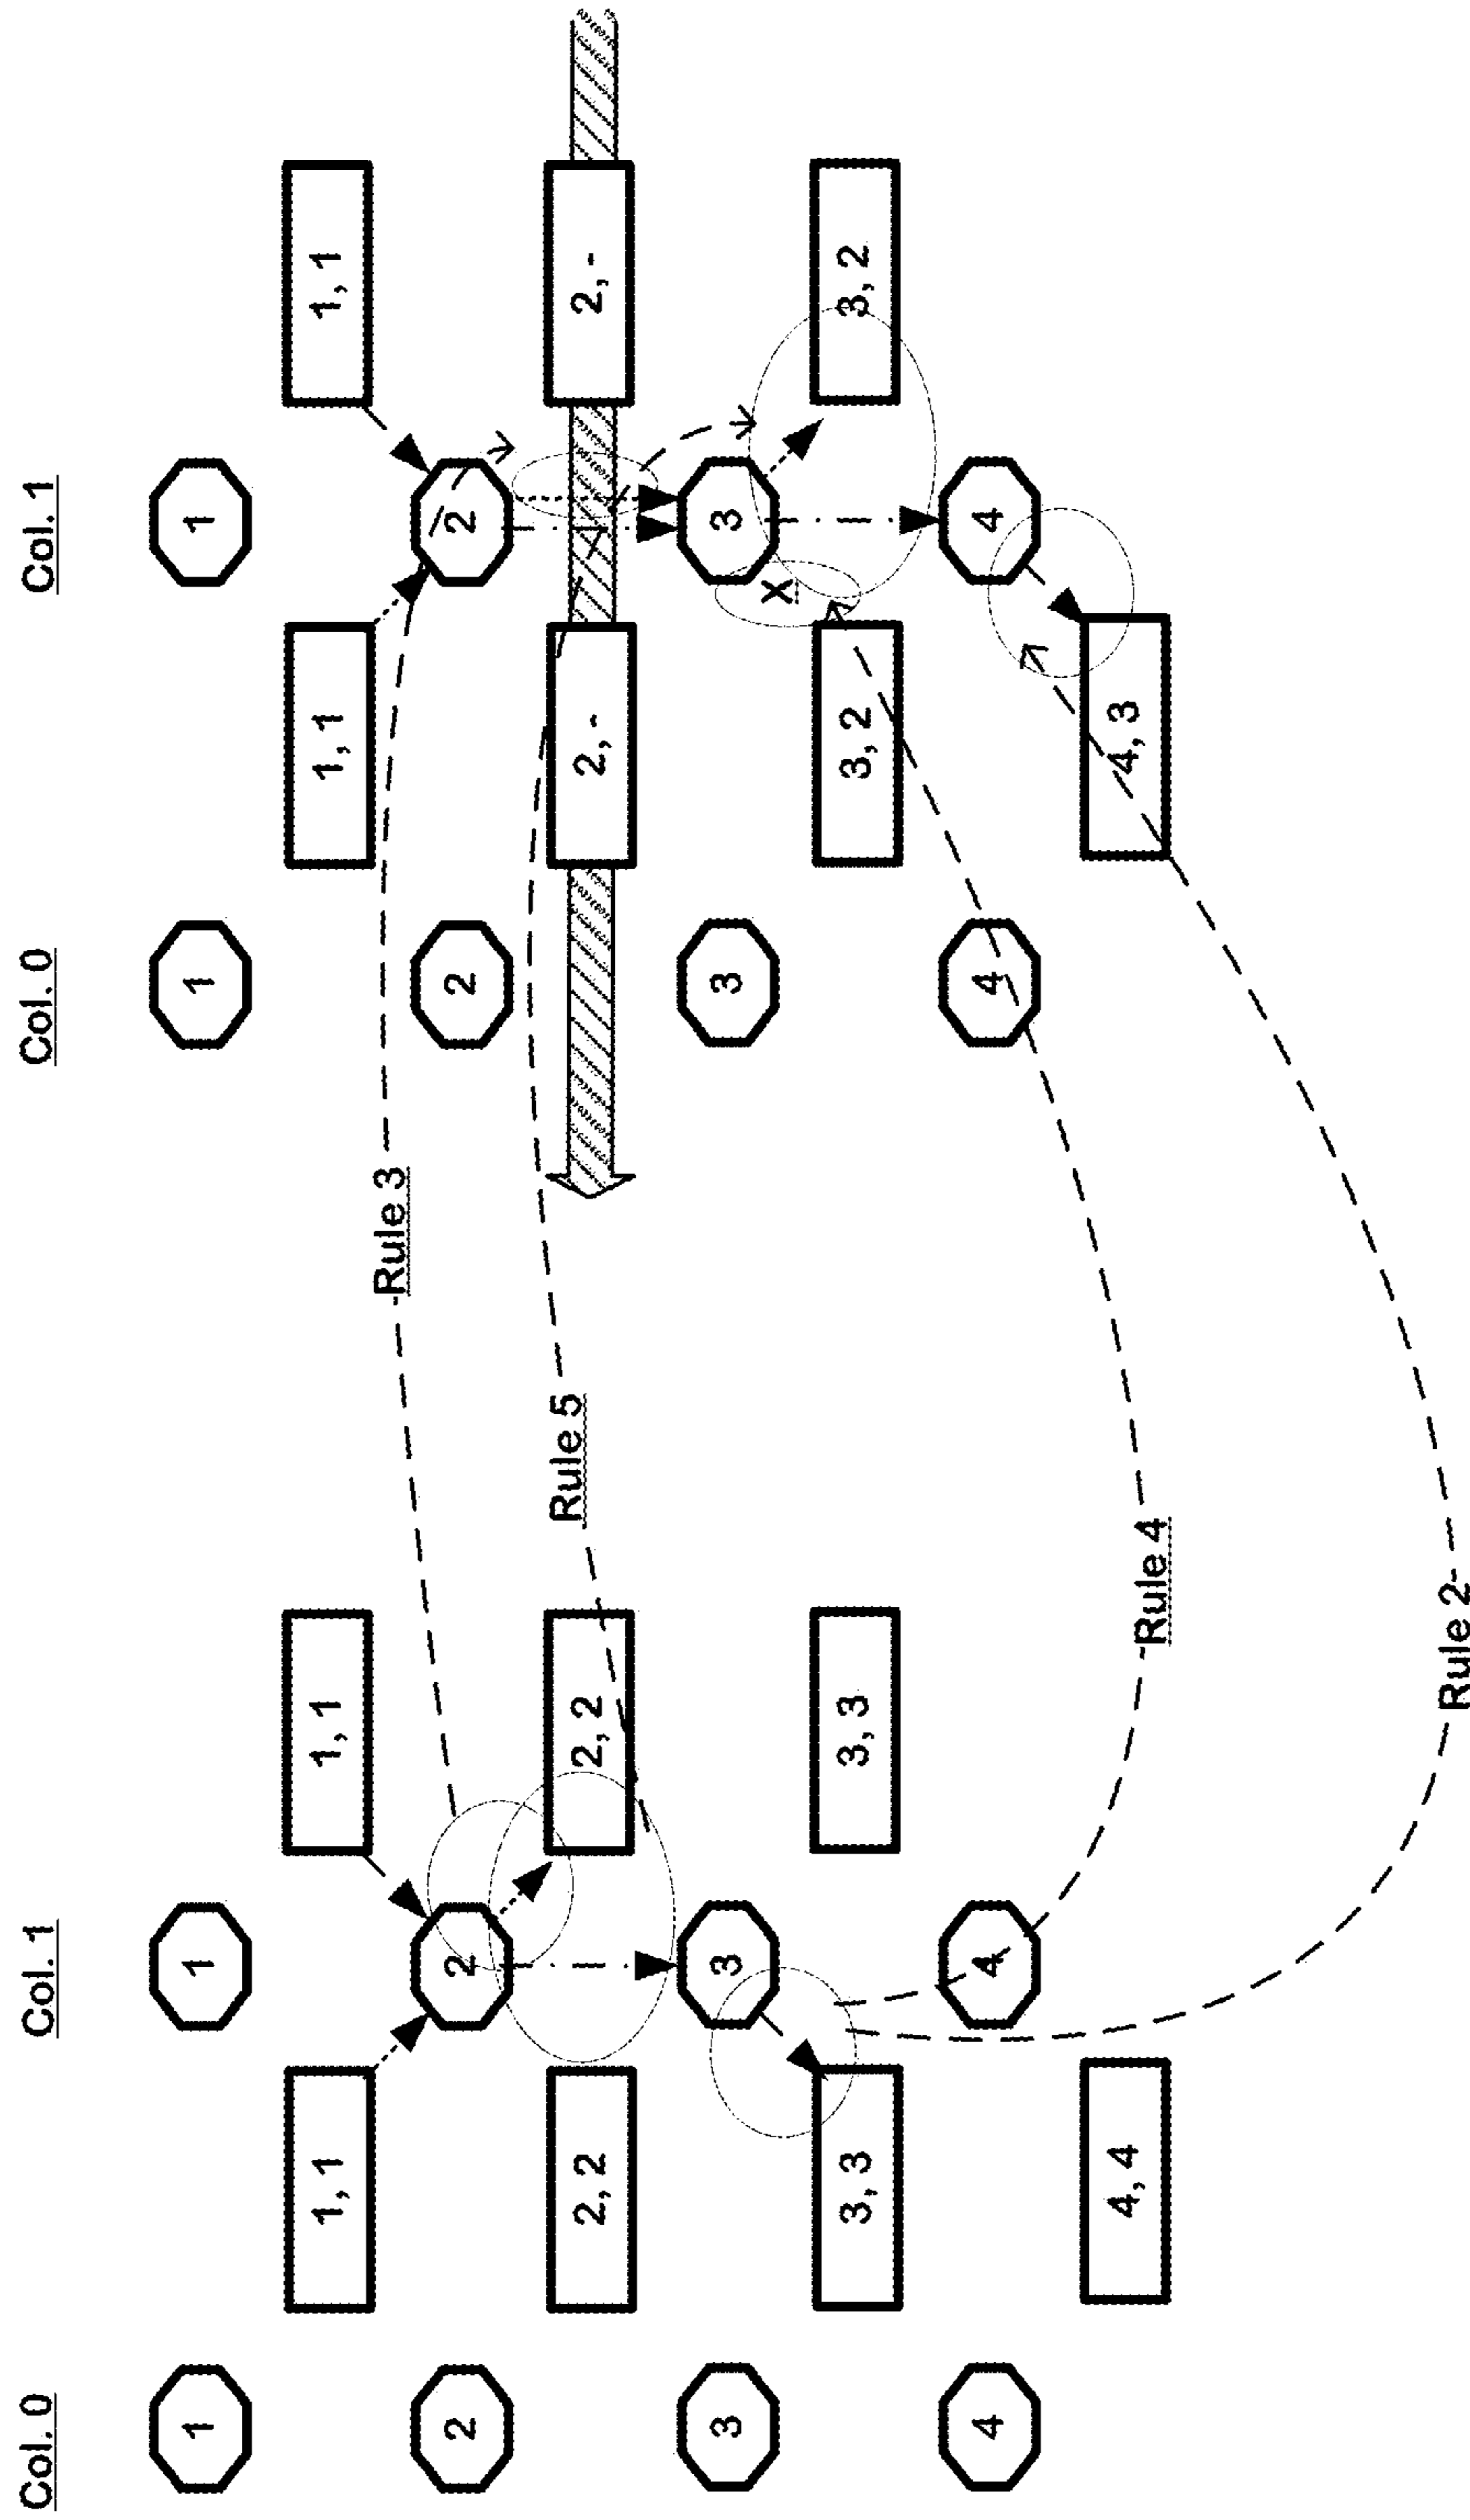 Col. 0 Col. 1 Col. 0 Col. 1
1 1 1 1
1, 1 1, 1 1, 1 1, 1
Rule 3
2 2 2 2
Rule 5
2, 2 2, 2 2, - 2, -
3 3 3 3
X
3, 3 3, 3 3, 2 3, 2
4 4 4 4
4, 4 4, 3
Rule 4
Rule 2